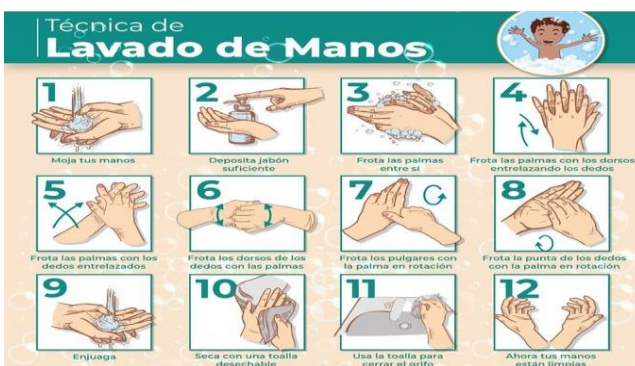 Técnica de
Lavado de Manos
1
Moja tus manos
2
Deposita jabón
suficiente
3
Frota las palmas
entre sí
4
Frota las palmas con los dorsos
entrelazando los dedos
5
Frota las palmas con los
dedos entrelazados
6
Frota los dorsos de los
dedos con las palmas
7
Frota los pulgares con
la palma en rotación
8
Frota la punta de los dedos
con la palma en rotación
9
Enjuaga
10
Seca con una toalla
desechable
11
Usa la toalla para
cerrar el grifo
12
Ahora tus manos
están limpias